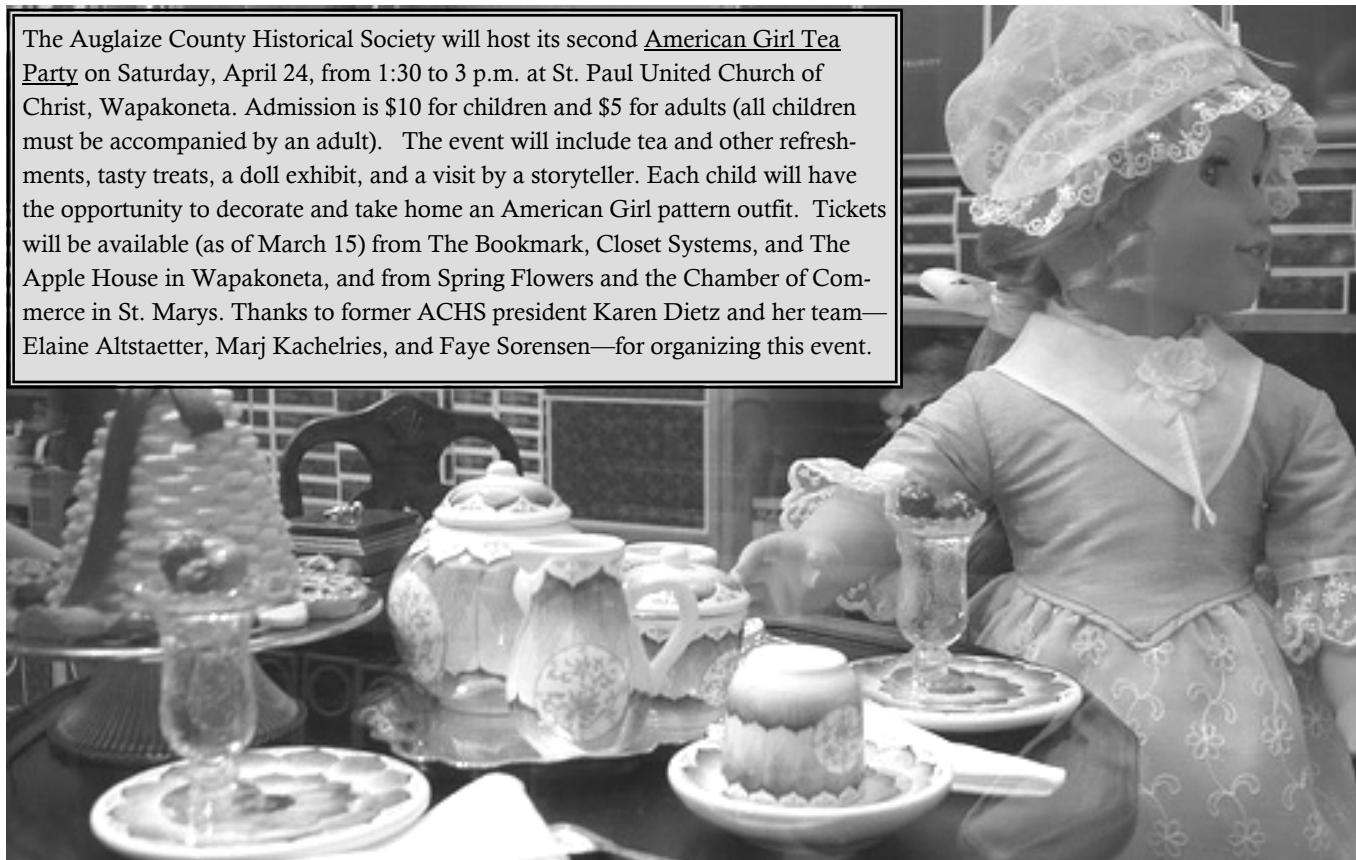 The Auglaize County Historical Society will host its second American Girl Tea
Party on Saturday, April 24, from 1:30 to 3 p.m. at St. Paul United Church of
Christ, Wapakoneta. Admission is $10 for children and $5 for adults (all children
must be accompanied by an adult).   The event will include tea and other refresh-
ments, tasty treats, a doll exhibit, and a visit by a storyteller. Each child will have
the opportunity to decorate and take home an American Girl pattern outfit.  Tickets
will be available (as of March 15) from The Bookmark, Closet Systems, and The
Apple House in Wapakoneta, and from Spring Flowers and the Chamber of Com-
merce in St. Marys. Thanks to former ACHS president Karen Dietz and her team—
Elaine Altstaetter, Marj Kachelries, and Faye Sorensen—for organizing this event.